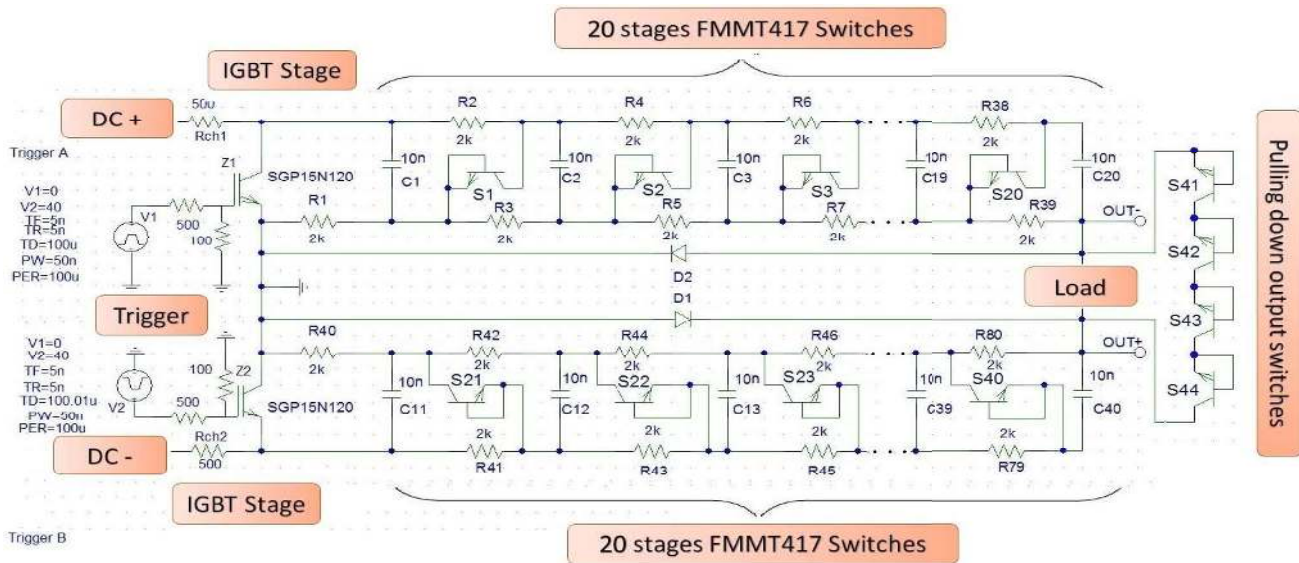 20 stages FMMT417 Switches
IGBT Stage
DC +
50u
Rch1
Trigger A
Z1
SGP15N120
V1=0
V2=40
TF=5n
TR=5n
TD=100u
PW=50n
PER=100u
V1
500
100
R2
2k
R4
2k
R6
2k
R38
2k
10n
C1
10n
C2
10n
C3
10n
C19
10n
C20
S1
S2
S3
S20
R1
2k
R3
2k
R5
2k
R7
2k
R39
2k
OUT-
D2
D1
Load
S41
S42
S43
S44
Pulling down output switches
Trigger
V1=0
V2=40
TF=5n
TR=5n
TD=100.01u
PW=50n
PER=100u
V2
100
500
Z2
SGP15N120
R40
2k
R42
2k
R44
2k
R46
2k
R80
2k
OUT+
10n
C11
10n
C12
10n
C13
10n
C39
10n
C40
S21
S22
S23
S40
2k
R41
2k
R43
2k
R45
2k
R79
DC -
Rch2
500
IGBT Stage
Trigger B
20 stages FMMT417 Switches